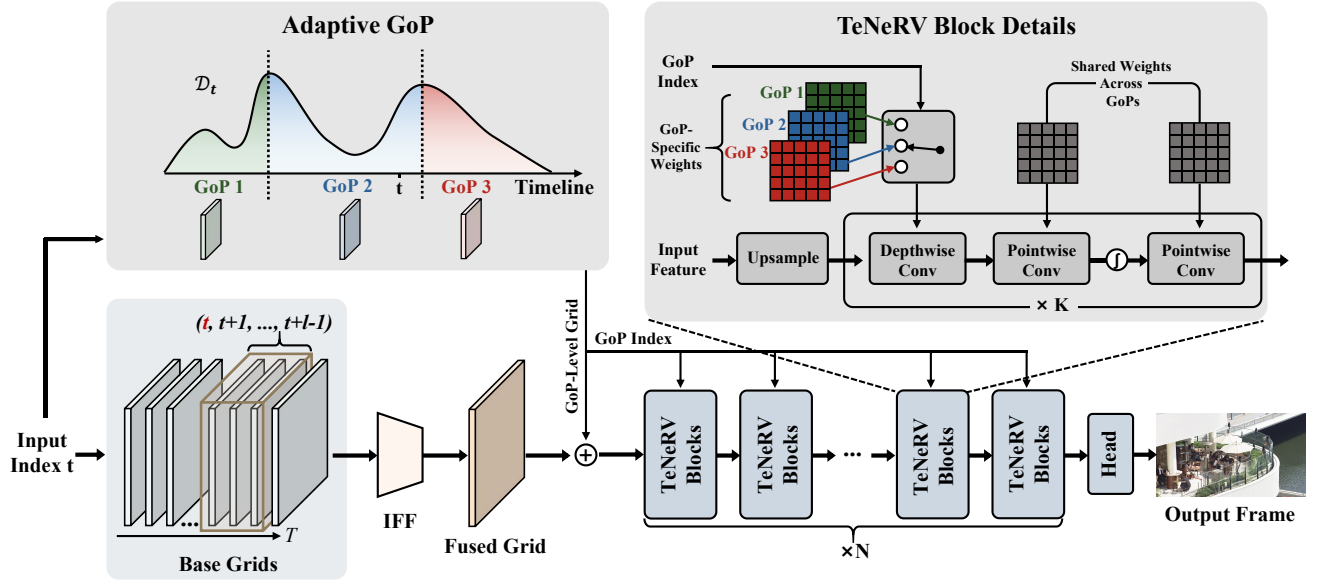 Adaptive GoP
𝒟t
GoP 1
GoP 2
t
GoP 3
Timeline
TeNeRV Block Details
GoP
Index
GoP-
Specific
Weights
GoP 1
GoP 2
GoP 3
Shared Weights
Across
GoPs
Input
Feature
Upsample
Depthwise
Conv
Pointwise
Conv
∫
Pointwise
Conv
× K
Input
Index t
(t, t+1, ..., t+l-1)
...
T
Base Grids
IFF
Fused Grid
GoP-Level Grid
+
GoP Index
TeNeRV
Blocks
TeNeRV
Blocks
...
TeNeRV
Blocks
TeNeRV
Blocks
×N
Head
Output Frame